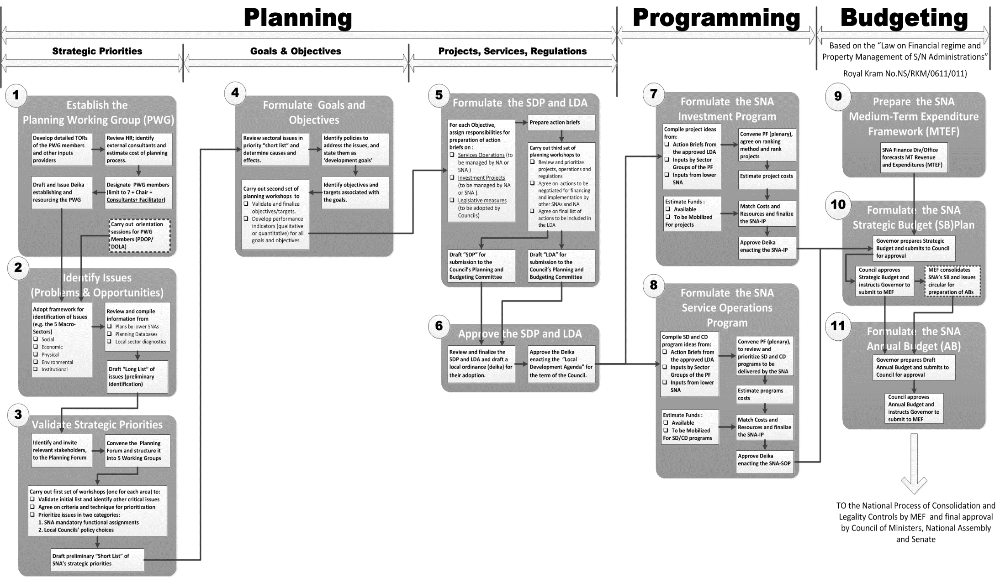 Planning
Programming
Budgeting
Strategic Priorities
Goals & Objectives
Projects, Services, Regulations
Based on the “Law on Financial regime and
Property Management of S/N Administrations”
Royal Kram No.NS/RKM/0611/011)
1
Establish the
Planning Working Group (PWG)
Develop detailed TORs
of the PWG members
and other inputs
providers
Review HR; identify
external consultants and
estimate cost of planning
process.
Draft and Issue Deika
establishing and
resourcing the PWG
Designate PWG members
(limit to 7 + Chair +
Consultants+ Facilitator)
Carry out orientation
sessions for PWG
Members (PDOP/
DOLA)
2
Identify Issues
(Problems & Opportunities)
Adopt framework for
identification of Issues
(e.g. the 5 Macro-
Sectors)
❑ Social
❑ Economic
❑ Physical
❑ Environmental
❑ Institutional
Review and compile
information from
❑ Plans by lower SNAs
❑ Planning Databases
❑ Local sector diagnostics
Draft “Long List” of
issues (preliminary
identification)
3
Validate Strategic Priorities
Identify and invite
relevant stakeholders,
to the Planning Forum
Convene the Planning
Forum and structure it
into 5 Working Groups
Carry out first set of workshops (one for each area) to:
❑ Validate initial list and identify other critical issues
❑ Agree on criteria and technique for prioritization
❑ Prioritize issues in two categories:
1. SNA mandatory functional assignments
2. Local Councils’ policy choices
Draft preliminary “Short List” of
SNA’s strategic priorities
4
Formulate Goals and
Objectives
Review sectoral issues in
priority “short list” and
determine causes and
effects.
Identify policies to
address the issues, and
state them as
‘development goals’
Carry out second set of
planning workshops to
❑ Validate and finalize
objectives/targets.
❑ Develop performance
indicators (qualitative
or quantitative) for all
goals and objectives
Identify objectives and
targets associated with
the goals.
5
Formulate the SDP and LDA
For each Objective,
assign responsibilities for
preparation of action
briefs on :
❑ Services Operations (to
be managed by NA or
SNA )
❑ Investment Projects
(to be managed by NA
or SNA ).
❑ Legislative measures
(to be adopted by
Councils)
Prepare action briefs
Carry out third set of
planning workshops to
❑ Review and prioritize
projects, operations and
regulations
❑ Agree on actions to be
negotiated for financing
and implementation by
other SNAs and NA
❑ Agree on final list of
actions to be included in
the LDA
Draft “SDP” for
submission to the
Council’s Planning and
Budgeting Committee
Draft “LDA” for
submission to the
Council’s Planning and
Budgeting Committee
6
Approve the SDP and LDA
Review and finalize the
SDP and LDA and draft a
local ordinance (deika) for
their adoption.
Approve the Deika
enacting the “Local
Development Agenda” for
the term of the Council.
7
Formulate the SNA
Investment Program
Compile project ideas
from:
❑ Action Briefs from
the approved LDA
❑ Inputs by Sector
Groups of the PF
❑ Inputs from lower
SNA
Convene PF (plenary),
agree on ranking
method and rank
projects
Estimate project costs
Estimate Funds :
❑ Available
❑ To be Mobilized
For projects
Match Costs and
Resources and finalize
the SNA-IP
Approve Deika
enacting the SNA-IP
8
Formulate the SNA
Service Operations
Program
Compile SD and CD
program ideas from:
❑ Action Briefs from
the approved LDA
❑ Inputs by Sector
Groups of the PF
❑ Inputs from lower
SNA
Convene PF (plenary),
to review and
prioritize SD and CD
programs to be
delivered by the SNA
Estimate programs
costs
Estimate Funds :
❑ Available
❑ To be Mobilized
For SD/CD programs
Match Costs and
Resources and finalize
the SNA-IP
Approve Deika
enacting the SNA-SOP
9
Prepare the SNA
Medium-Term Expenditure
Framework (MTEF)
SNA Finance Div/Office
forecasts MT Revenue
and Expenditures (MTEF)
10
Formulate the SNA
Strategic Budget (SB)Plan
Governor prepares Strategic
Budget and submits to Council
for approval
Council approves
Strategic Budget and
instructs Governor to
submit to MEF
MEF consolidates
SNA’s SB and issues
circular for
preparation of ABs
11
Formulate the SNA
Annual Budget (AB)
Governor prepares Draft
Annual Budget and submits to
Council for approval
Council approves
Annual Budget and
instructs Governor to
submit to MEF
TO the National Process of Consolidation and
Legality Controls by MEF and final approval
by Council of Ministers, National Assembly
and Senate